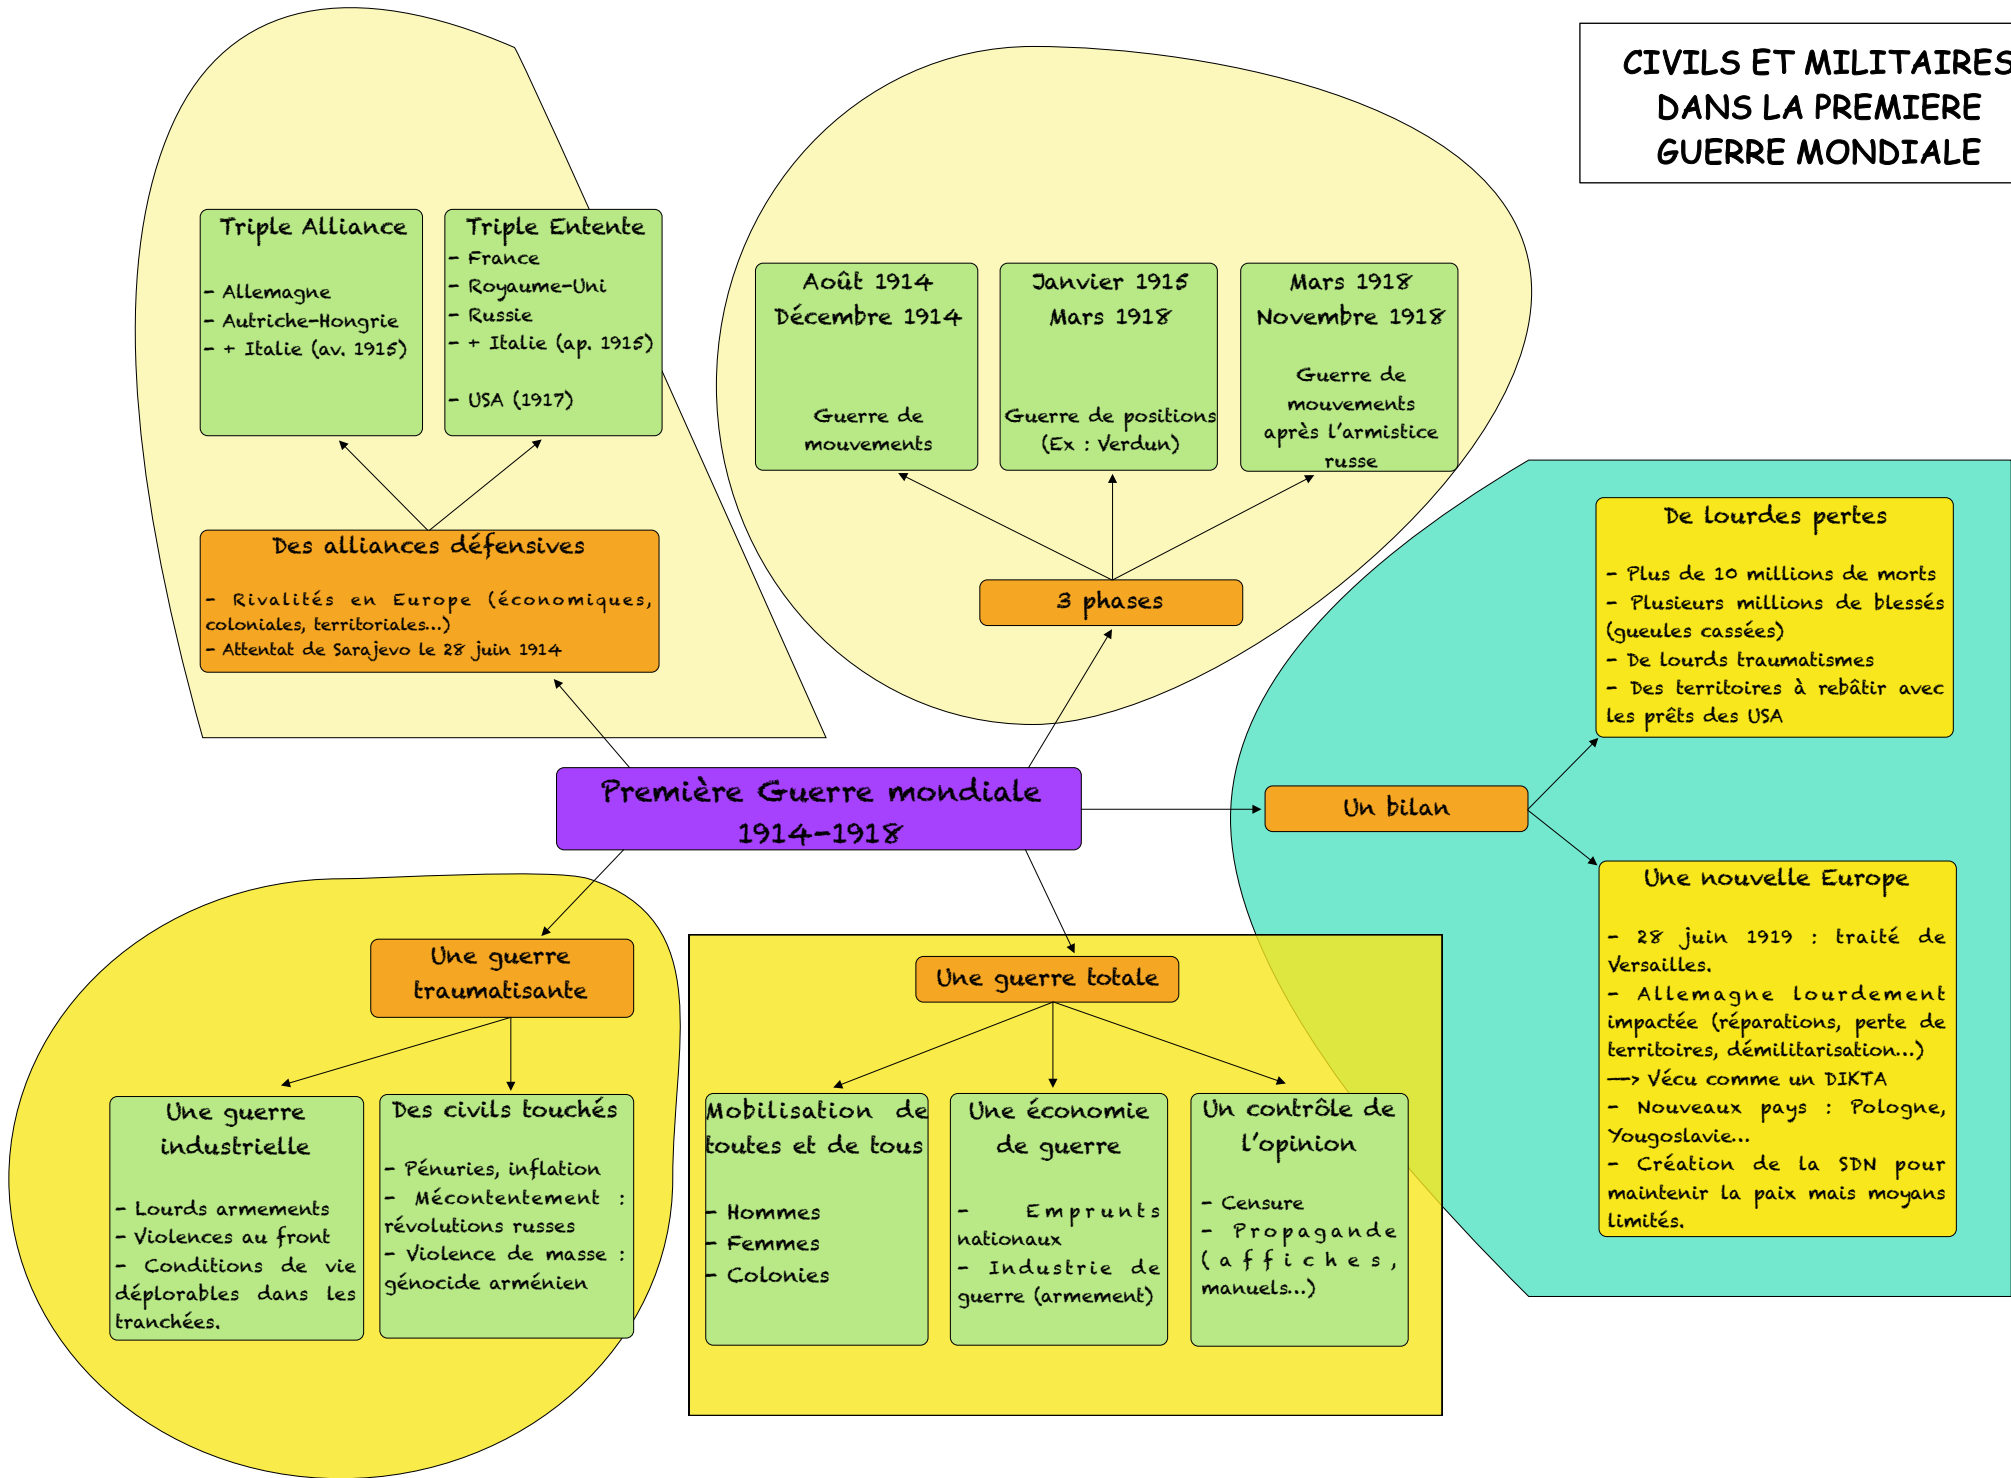 CIVILS ET MILITAIRES
DANS LA PREMIERE
GUERRE MONDIALE
Triple Alliance
- Allemagne
- Autriche-Hongrie
- + Italie (av. 1915)
Triple Entente
- France
- Royaume-Uni
- Russie
- + Italie (ap. 1915)
- USA (1917)
Des alliances défensives
- Rivalités en Europe (économiques,
coloniales, territoriales...)
- Attentat de Sarajevo le 28 juin 1914
Août 1914
Décembre 1914
Guerre de
mouvements
Janvier 1915
Mars 1918
Guerre de positions
(Ex : Verdun)
Mars 1918
Novembre 1918
Guerre de
mouvements
après l'armistice
russe
3 phases
Première Guerre mondiale
1914-1918
Un bilan
De lourdes pertes
- Plus de 10 millions de morts
- Plusieurs millions de blessés
(gueules cassées)
- De lourds traumatismes
- Des territoires à rebâtir avec
les prêts des USA
Une nouvelle Europe
- 28 juin 1919 : traité de
Versailles.
- Allemagne lourdement
impactée (réparations, perte de
territoires, démilitarisation...)
—> Vécu comme un DIKTA
- Nouveaux pays : Pologne,
Yougoslavie...
- Création de la SDN pour
maintenir la paix mais moyans
limités.
Une guerre
traumatisante
Une guerre
industrielle
- Lourds armements
- Violences au front
- Conditions de vie
déplorables dans les
tranchées.
Des civils touchés
- Pénuries, inflation
- Mécontentement :
révolutions russes
- Violence de masse :
génocide arménien
Une guerre totale
Mobilisation de
toutes et de tous
- Hommes
- Femmes
- Colonies
Une économie
de guerre
- Emprunts
nationaux
- Industrie de
guerre (armement)
Un contrôle de
l'opinion
- Censure
- Propagande
(affiches,
manuels...)